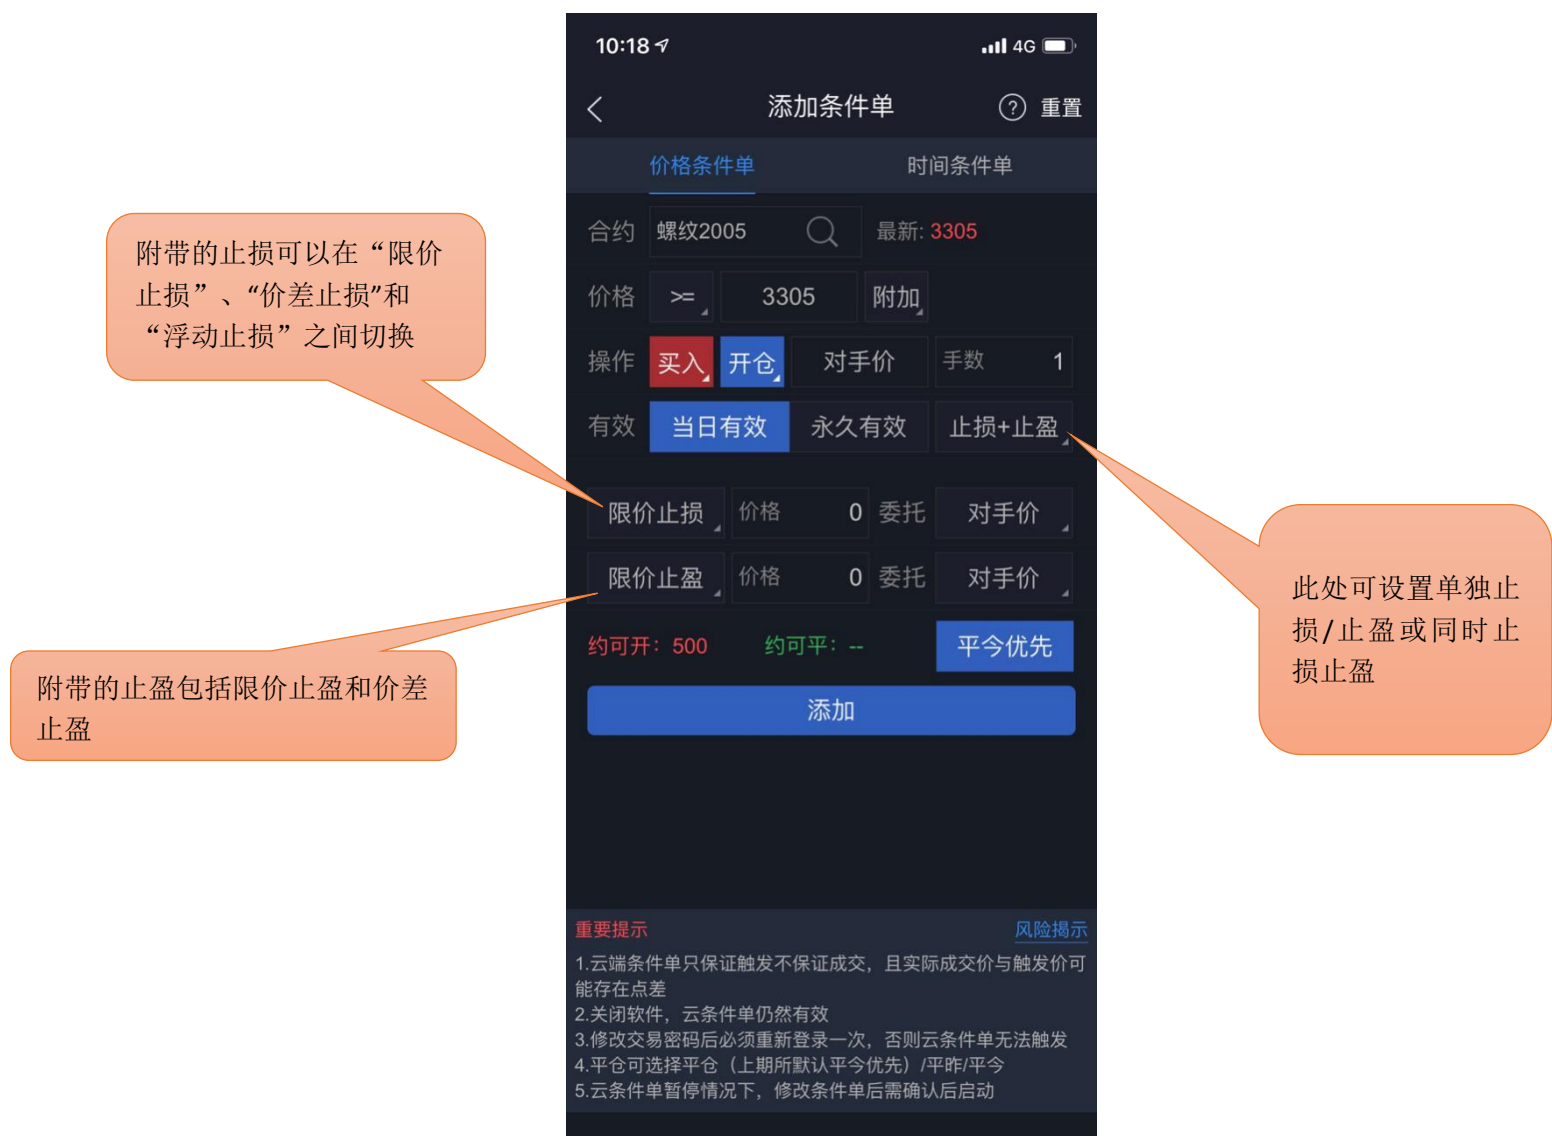 10:18
4G
添加条件单
? 重置
价格条件单
时间条件单
合约 螺纹2005 最新: 3305
价格 >= 3305 附加
操作 买入 开仓 对手价 手数 1
有效 当日有效 永久有效 止损+止盈
限价止损 价格 0 委托 对手价
限价止盈 价格 0 委托 对手价
约可开：500 约可平：-- 平今优先
添加
附带的止损可以在“限价
止损”、“价差止损”和
“浮动止损”之间切换
附带的止盈包括限价止盈和价差
止盈
此处可设置单独止
损/止盈或同时止
损止盈
重要提示 风险揭示
1.云端条件单只保证触发不保证成交，且实际成交价与触发价可
能存在点差
2.关闭软件，云条件单仍然有效
3.修改交易密码后必须重新登录一次，否则云条件单无法触发
4.平仓可选择平仓（上期所默认平今优先）/平昨/平今
5.云条件单暂停情况下，修改条件单后需确认后启动